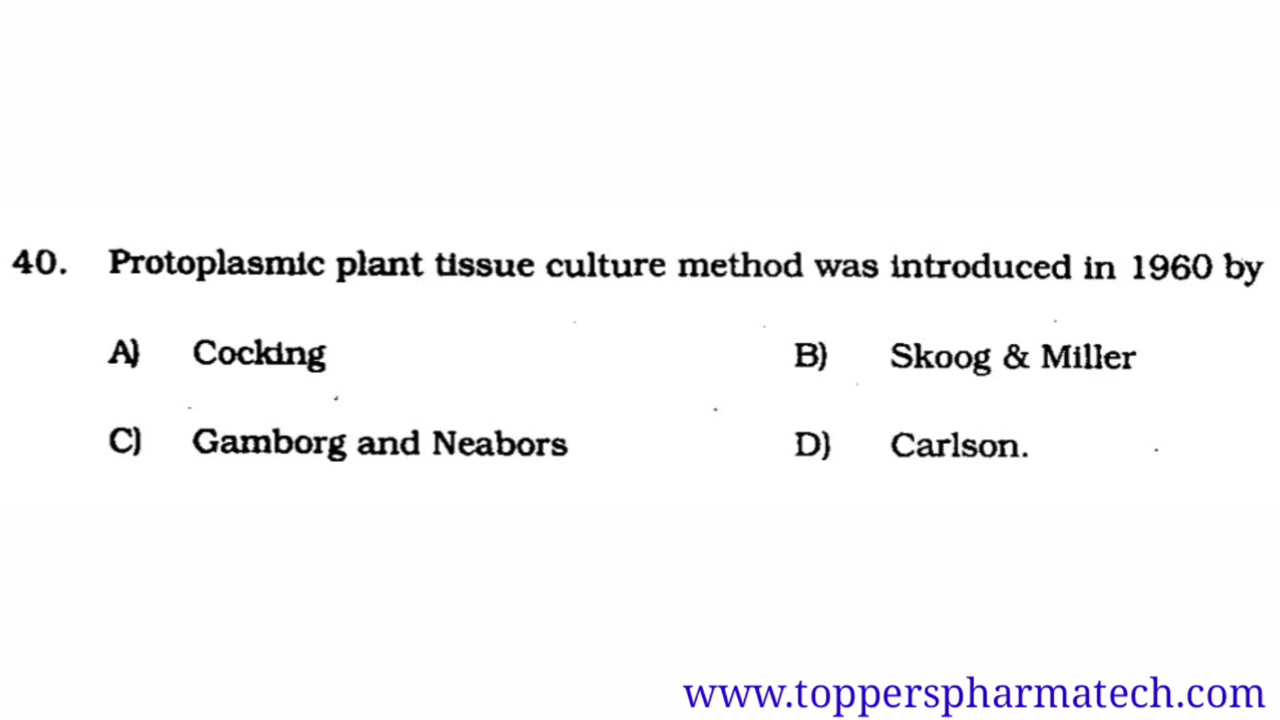 40. Protoplasmic plant tissue culture method was introduced in 1960 by
A) Cocking B) Skoog & Miller
C) Gamborg and Neabors D) Carlson.
www.topperspharmatech.com